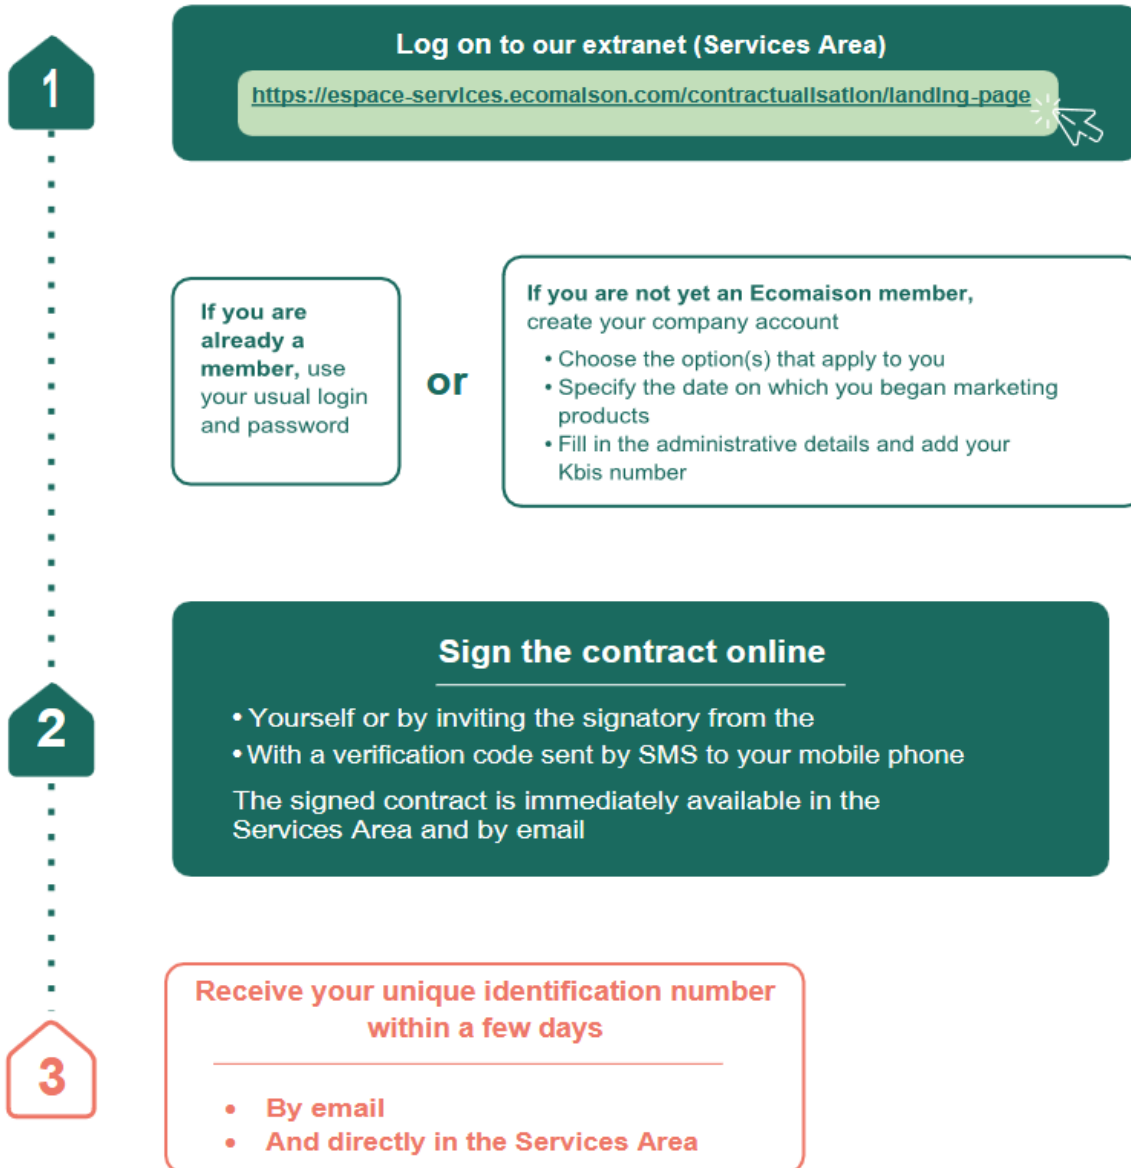 1
Log on to our extranet (Services Area)
https://espace-services.ecomaison.com/contractualisation/landing-page
If you are
already a
member, use
your usual login
and password
or
If you are not yet an Ecomaison member,
create your company account
• Choose the option(s) that apply to you
• Specify the date on which you began marketing
products
• Fill in the administrative details and add your
Kbis number
2
Sign the contract online
• Yourself or by inviting the signatory from the
• With a verification code sent by SMS to your mobile phone
The signed contract is immediately available in the
Services Area and by email
3
Receive your unique identification number
within a few days
• By email
• And directly in the Services Area